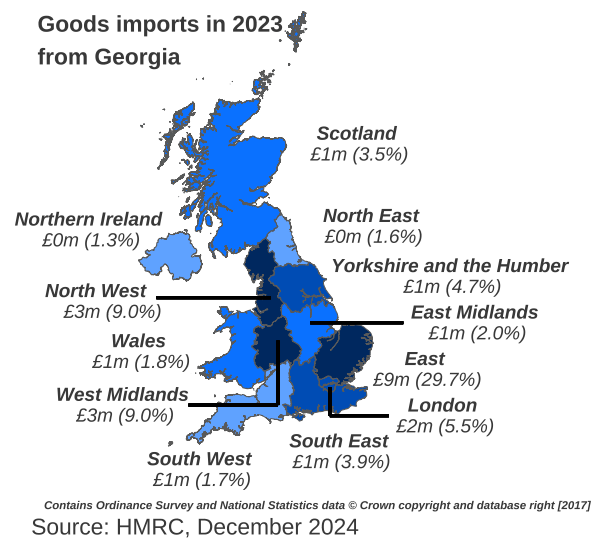 Goods imports in 2023
from Georgia
Scotland
£1m (3.5%)
Northern Ireland
£0m (1.3%)
North East
£0m (1.6%)
Yorkshire and the Humber
£1m (4.7%)
North West
£3m (9.0%)
East Midlands
£1m (2.0%)
Wales
£1m (1.8%)
East
£9m (29.7%)
West Midlands
£3m (9.0%)
London
£2m (5.5%)
South East
£1m (3.9%)
South West
£1m (1.7%)
Contains Ordinance Survey and National Statistics data © Crown copyright and database right [2017]
Source: HMRC, December 2024